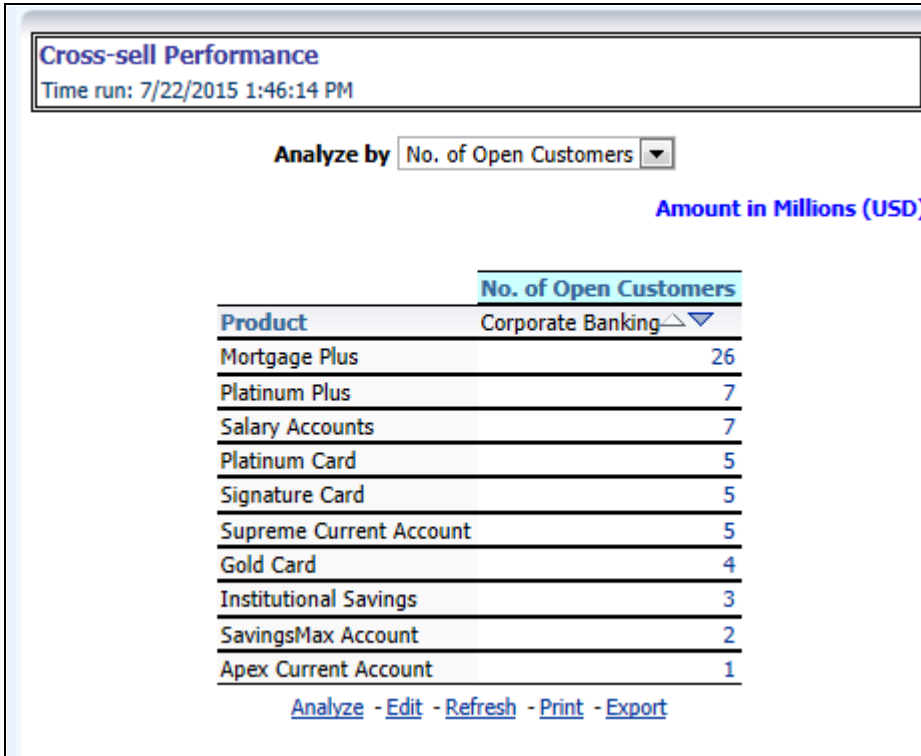 Cross-sell Performance
Time run: 7/22/2015 1:46:14 PM
Analyze by No. of Open Customers
Amount in Millions (USD)
No. of Open Customers
Product Corporate Banking
Mortgage Plus 26
Platinum Plus 7
Salary Accounts 7
Platinum Card 5
Signature Card 5
Supreme Current Account 5
Gold Card 4
Institutional Savings 3
SavingsMax Account 2
Apex Current Account 1
Analyze - Edit - Refresh - Print - Export